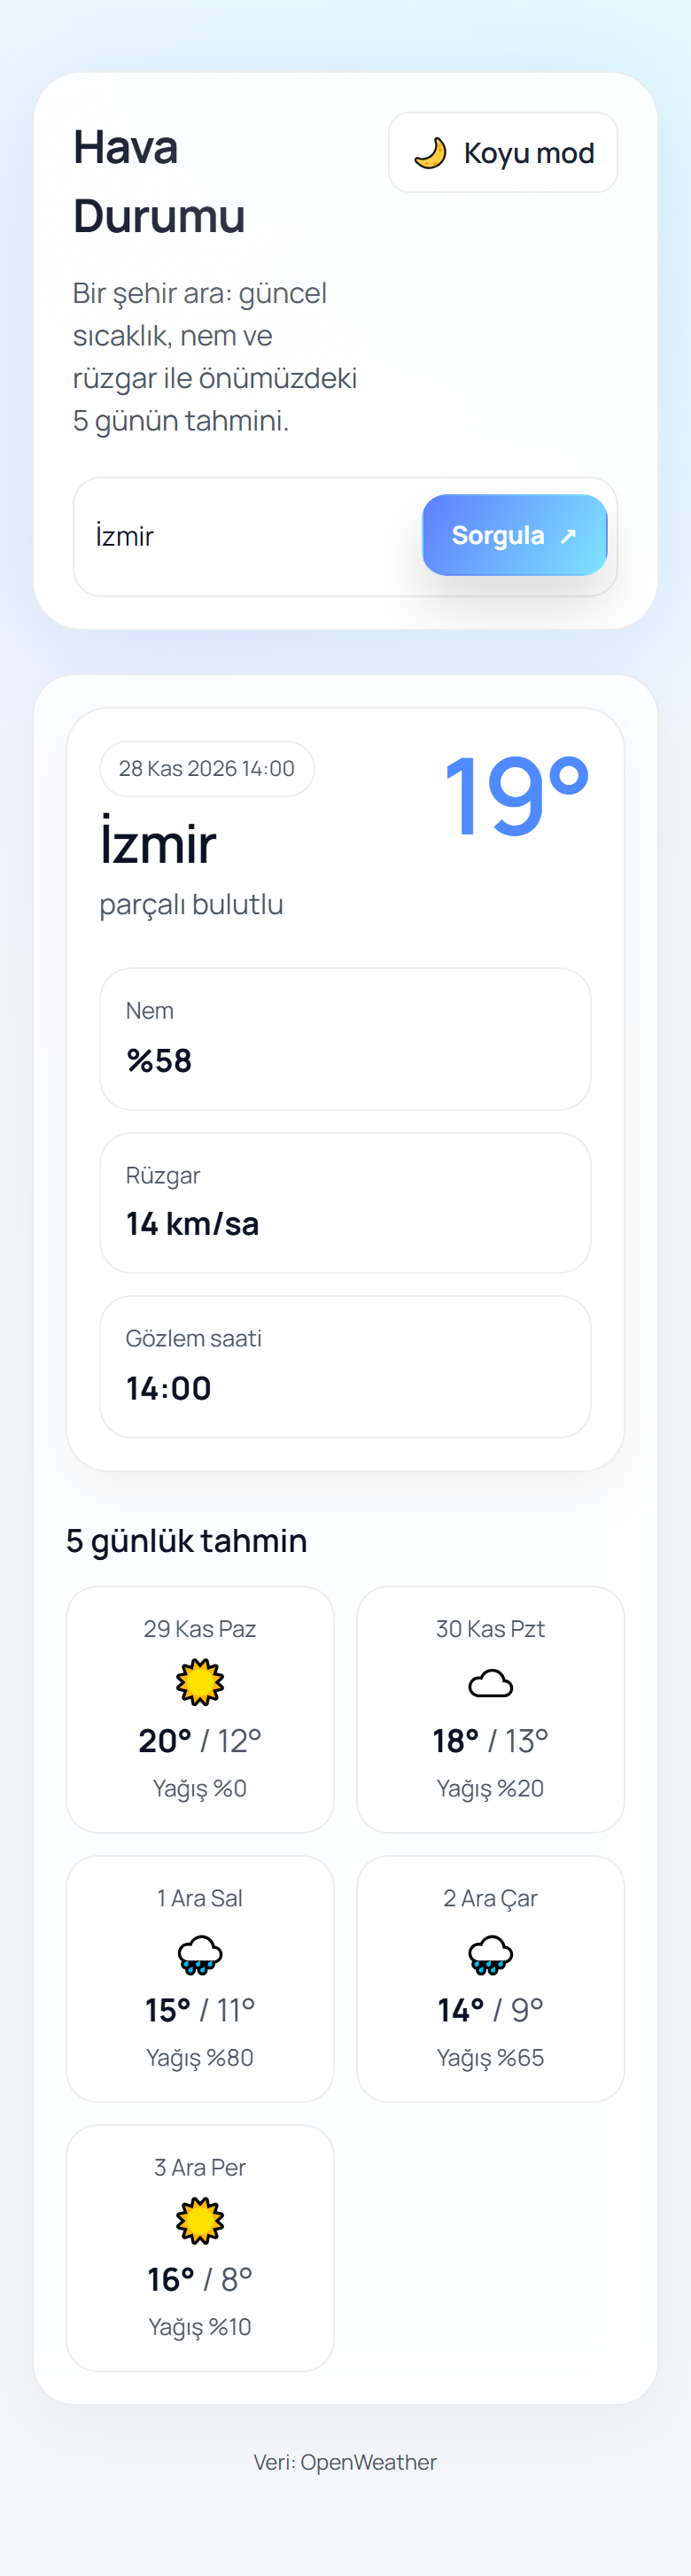 Hava
Durumu
Koyu mod
Bir şehir ara: güncel
sıcaklık, nem ve
rüzgar ile önümüzdeki
5 günün tahmini.
İzmir
Sorgula ↗
28 Kas 2026 14:00
19°
İzmir
parçalı bulutlu
Nem
%58
Rüzgar
14 km/sa
Gözlem saati
14:00
5 günlük tahmin
29 Kas Paz
20° / 12°
Yağış %0
30 Kas Pzt
18° / 13°
Yağış %20
1 Ara Sal
15° / 11°
Yağış %80
2 Ara Çar
14° / 9°
Yağış %65
3 Ara Per
16° / 8°
Yağış %10
Veri: OpenWeather